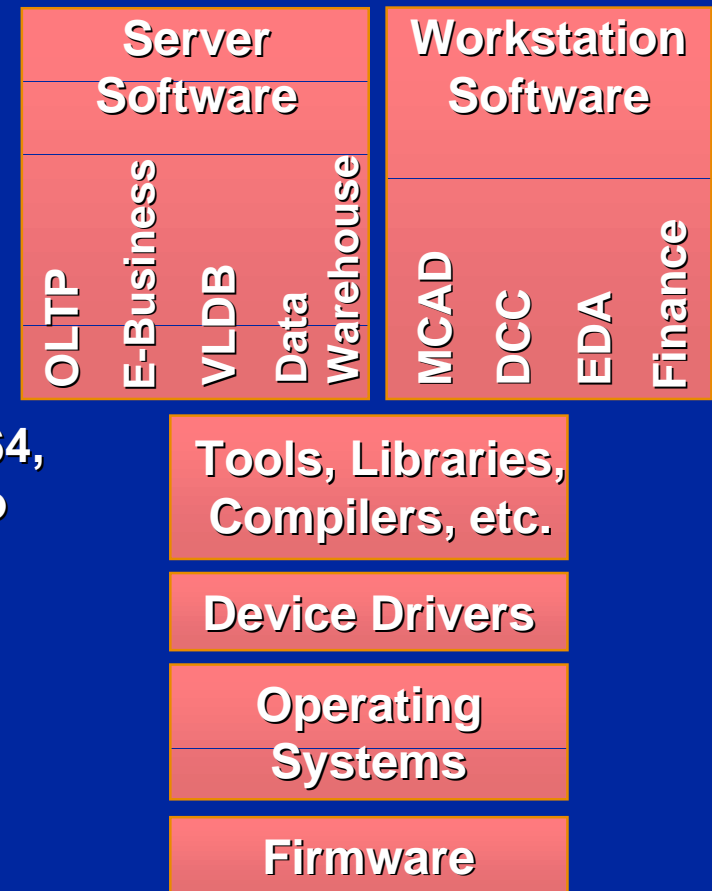 Server
Software
OLTP
E-Business
VLDB
Data
Warehouse
Workstation
Software
MCAD
DCC
EDA
Finance
64,
Tools, Libraries,
Compilers, etc.
Device Drivers
Operating
Systems
Firmware